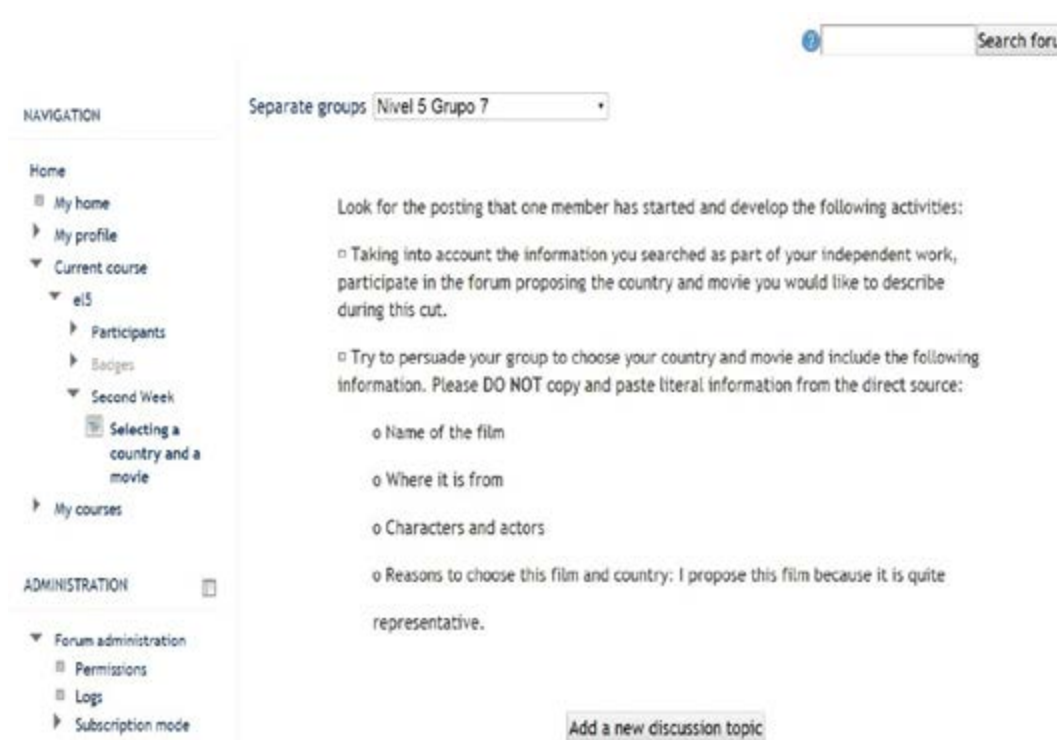 ? Search foru
NAVIGATION
Separate groups Nivel 5 Grupo 7
Home
My home
My profile
Current course
el5
Participants
Badges
Second Week
Selecting a
country and a
movie
My courses
ADMINISTRATION
Forum administration
Permissions
Logs
Subscription mode
Look for the posting that one member has started and develop the following activities:
▫ Taking into account the information you searched as part of your independent work,
participate in the forum proposing the country and movie you would like to describe
during this cut.
▫ Try to persuade your group to choose your country and movie and include the following
information. Please DO NOT copy and paste literal information from the direct source:
o Name of the film
o Where it is from
o Characters and actors
o Reasons to choose this film and country: I propose this film because it is quite
representative.
Add a new discussion topic